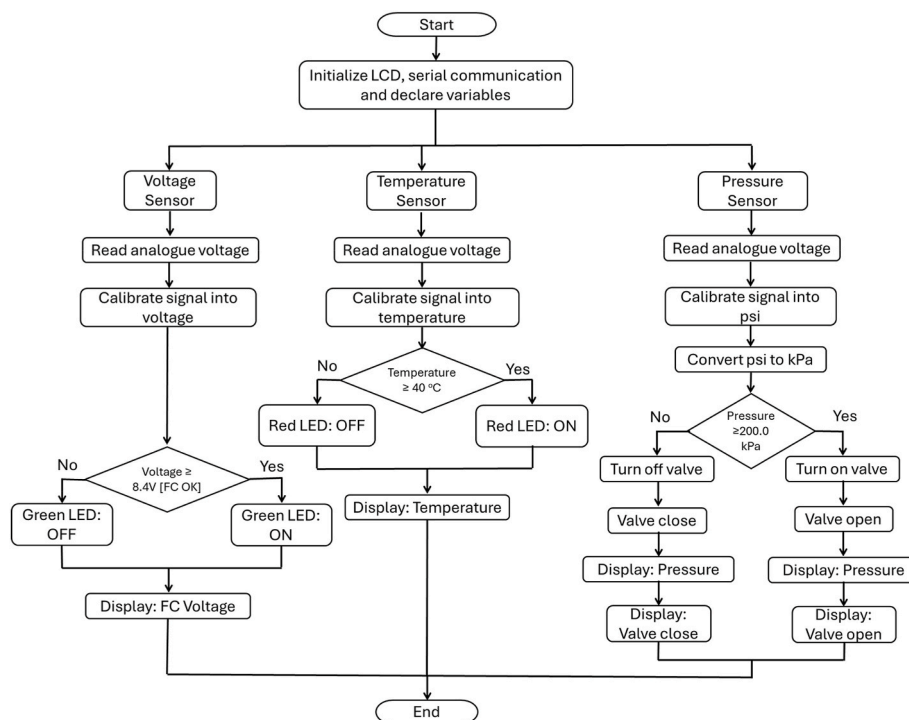 Start
Initialize LCD, serial communication
and declare variables
Voltage
Sensor
Read analogue voltage
Calibrate signal into
voltage
No
Voltage ≥
8.4V [FC OK]
Yes
Green LED:
OFF
Green LED:
ON
Display: FC Voltage
Temperature
Sensor
Read analogue voltage
Calibrate signal into
temperature
No
Temperature
≥ 40 ºC
Yes
Red LED: OFF
Red LED: ON
Display: Temperature
Pressure
Sensor
Read analogue voltage
Calibrate signal into
psi
Convert psi to kPa
No
Pressure
≥200.0
kPa
Yes
Turn off valve
Valve close
Display: Pressure
Display:
Valve close
Turn on valve
Valve open
Display: Pressure
Display:
Valve open
End